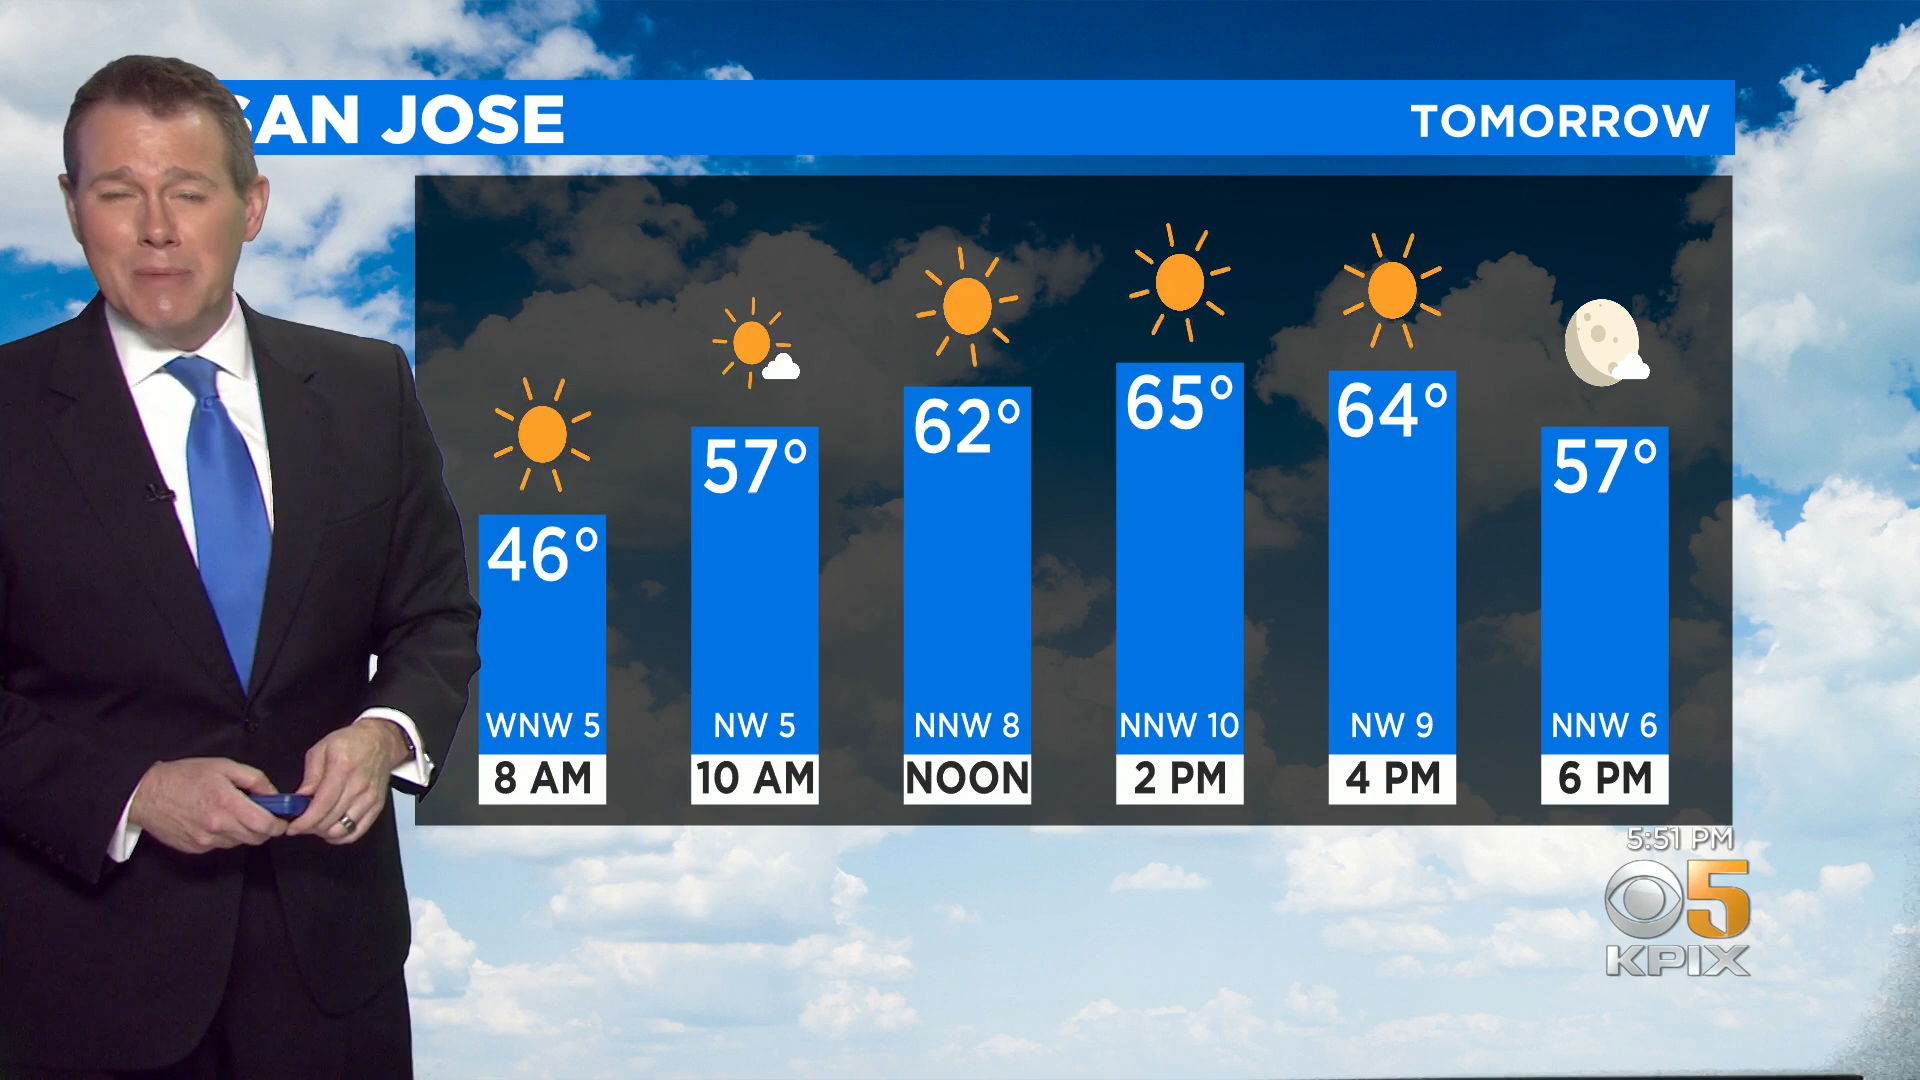 SAN JOSE
TOMORROW
46° 57° 62° 65° 64° 57°
WNW 5 NW 5 NNW 8 NNW 10 NW 9 NNW 6
8 AM 10 AM NOON 2 PM 4 PM 6 PM
5:51 PM
5
KPIX